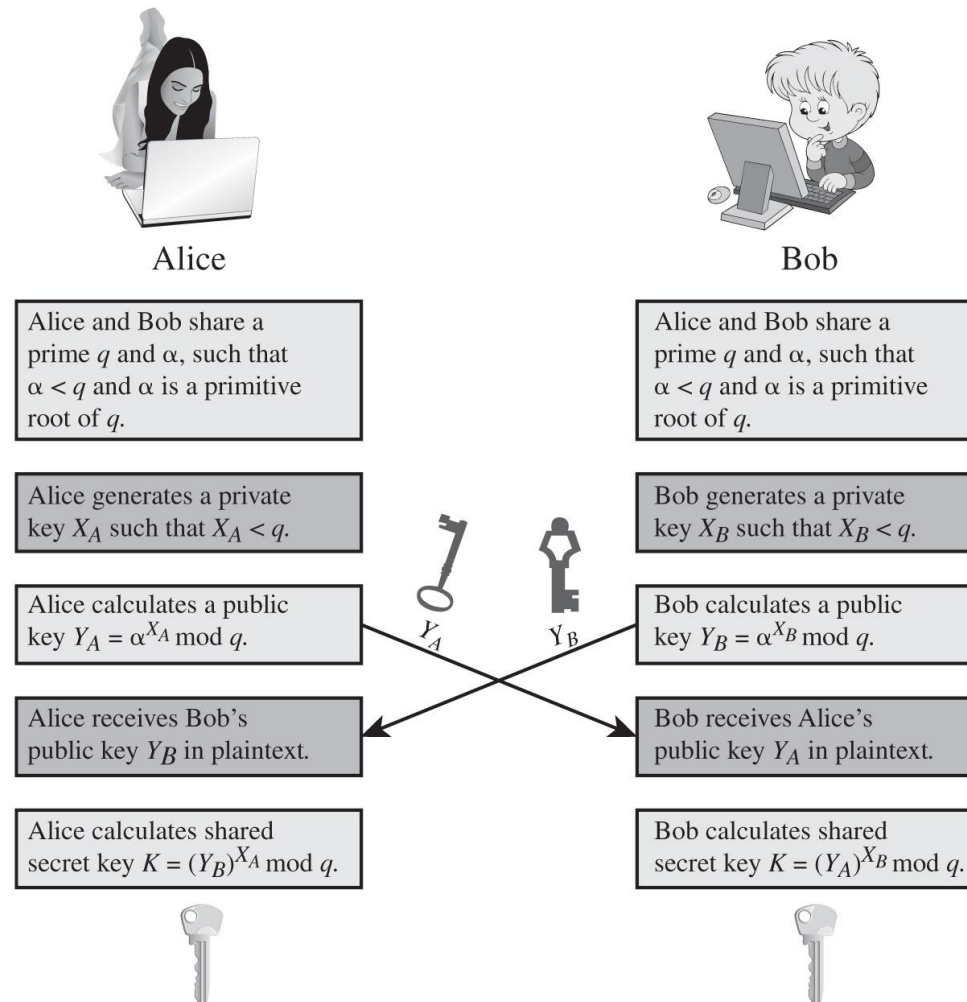 Alice
Bob
Alice and Bob share a
prime q and α, such that
α < q and α is a primitive
root of q.
Alice and Bob share a
prime q and α, such that
α < q and α is a primitive
root of q.
Alice generates a private
key X_A such that X_A < q.
Bob generates a private
key X_B such that X_B < q.
Alice calculates a public
key Y_A = α^{X_A} mod q.
Y_A
Y_B
Bob calculates a public
key Y_B = α^{X_B} mod q.
Alice receives Bob's
public key Y_B in plaintext.
Bob receives Alice's
public key Y_A in plaintext.
Alice calculates shared
secret key K = (Y_B)^{X_A} mod q.
Bob calculates shared
secret key K = (Y_A)^{X_B} mod q.